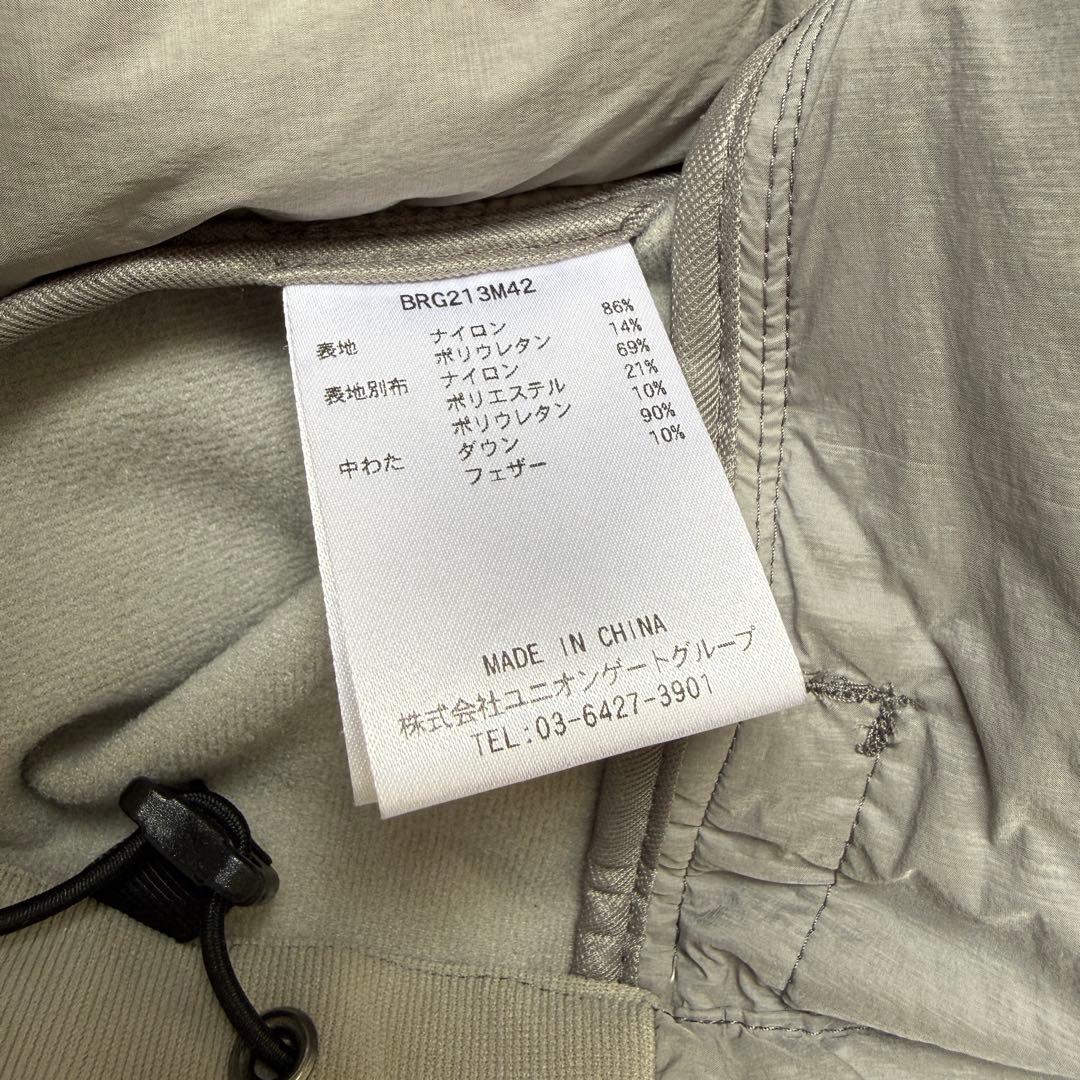 BRG213M42
表地 ナイロン 86%
ポリウレタン 14%
表地別布 ナイロン 69%
ポリエステル 21%
ポリウレタン 10%
中わた ダウン 90%
フェザー 10%
MADE IN CHINA
株式会社ユニオンゲートグループ
TEL:03-6427-3901